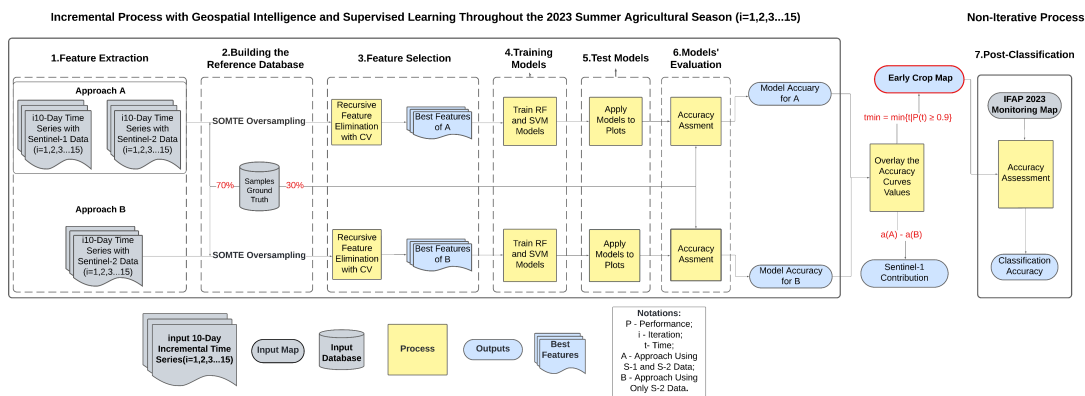 Incremental Process with Geospatial Intelligence and Supervised Learning Throughout the 2023 Summer Agricultural Season (i=1,2,3...15)
Non-Iterative Process
1.Feature Extraction
2.Building the
Reference Database
3.Feature Selection
4.Training
Models
5.Test Models
6.Models'
Evaluation
7.Post-Classification
Approach A
i10-Day Time
Series with
Sentinel-1 Data
(i=1,2,3...15)
i10-Day Time
Series with
Sentinel-2 Data
(i=1,2,3...15)
SOMTE Oversampling
Recursive
Feature
Elimination
with CV
Best Features
of A
Train RF
and SVM
Models
Apply
Models to
Plots
Accuracy
Assment
Model Accuary
for A
Early Crop Map
tmin = min{t|P(t) ≥ 0.9}
IFAP 2023
Monitoring Map
70%
Samples
Ground
Truth
30%
Overlay the
Accuracy
Curves
Values
Accuracy
Assessment
Approach B
i10-Day Time
Series with
Sentinel-2 Data
(i=1,2,3...15)
SOMTE Oversampling
Recursive
Feature
Elimination
with CV
Best Features
of B
Train RF
and SVM
Models
Apply
Models to
Plots
Accuracy
Assment
Model Accuracy
for B
a(A) - a(B)
Sentinel-1
Contribution
Classification
Accuracy
input 10-Day
Incremental Time
Series(i=1,2,3...15)
Input Map
Input
Database
Process
Outputs
Best
Features
Notations:
P - Performance;
i - Iteration;
t- Time;
A - Approach Using
S-1 and S-2 Data;
B - Approach Using
Only S-2 Data.